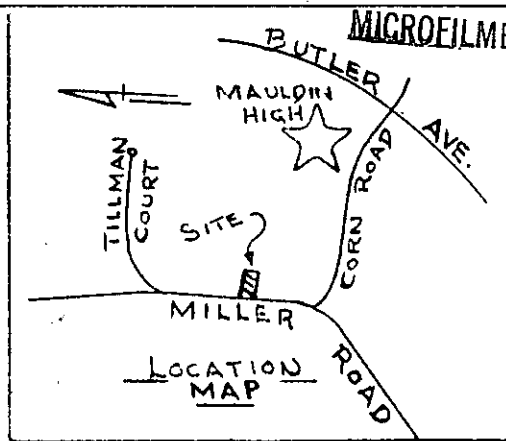 MICROFILME
BUTLER AVE.
MAULDIN HIGH
TILLMAN COURT
CORN ROAD
SITE
MILLER ROAD
LOCATION MAP